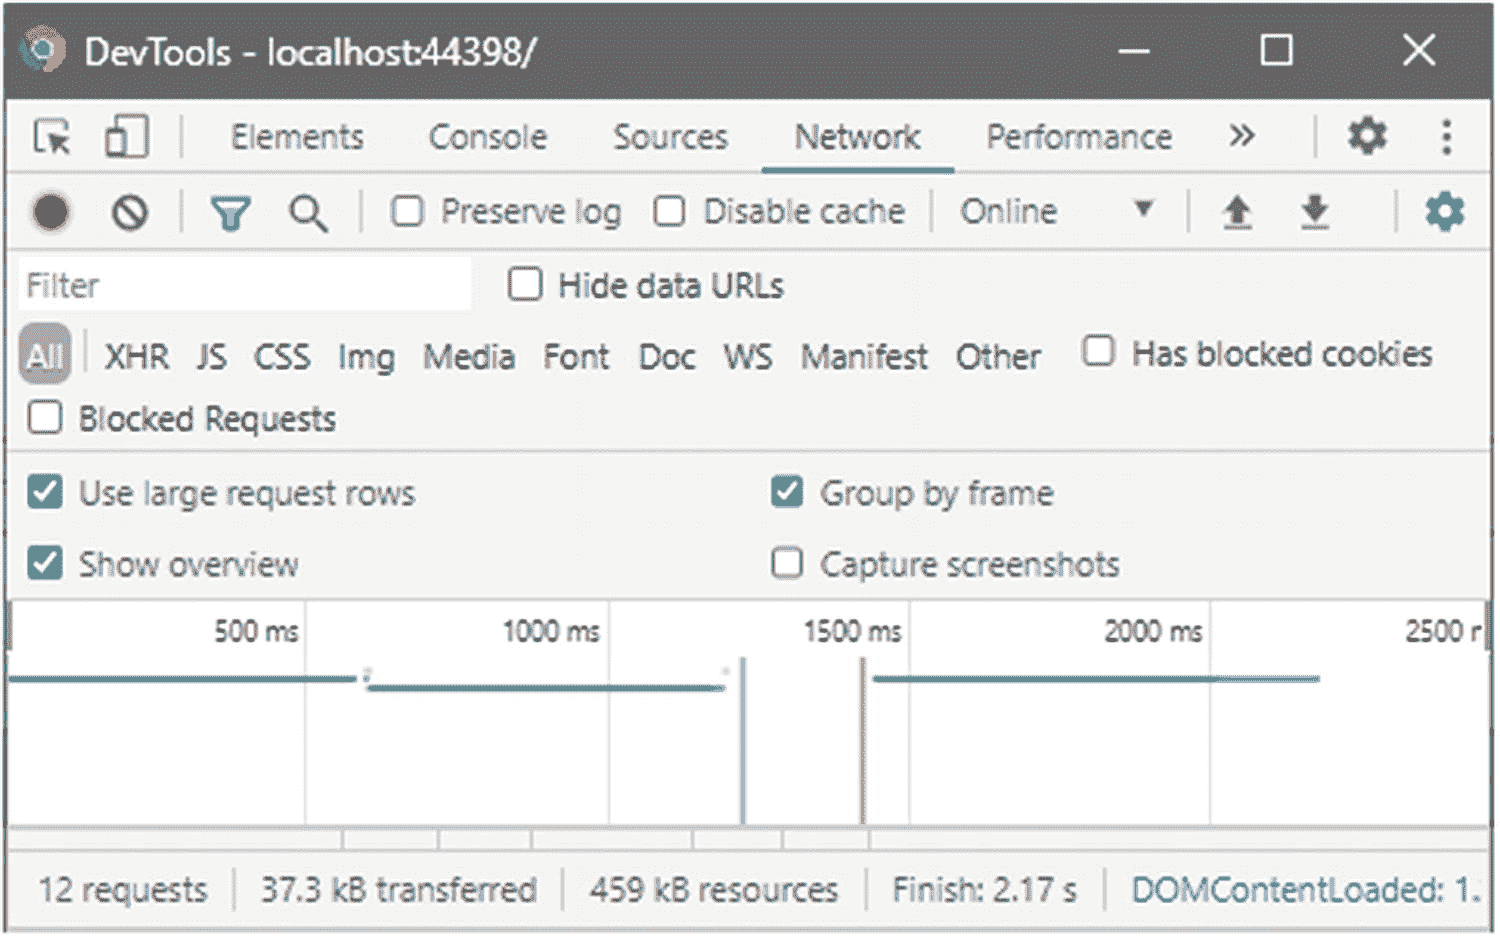 DevTools - localhost:44398/
Elements Console Sources Network Performance »
Preserve log Disable cache Online
Filter Hide data URLs
All XHR JS CSS Img Media Font Doc WS Manifest Other Has blocked cookies
Blocked Requests
Use large request rows Group by frame
Show overview Capture screenshots
500 ms 1000 ms 1500 ms 2000 ms 2500 r
12 requests 37.3 kB transferred 459 kB resources Finish: 2.17 s DOMContentLoaded: 1.